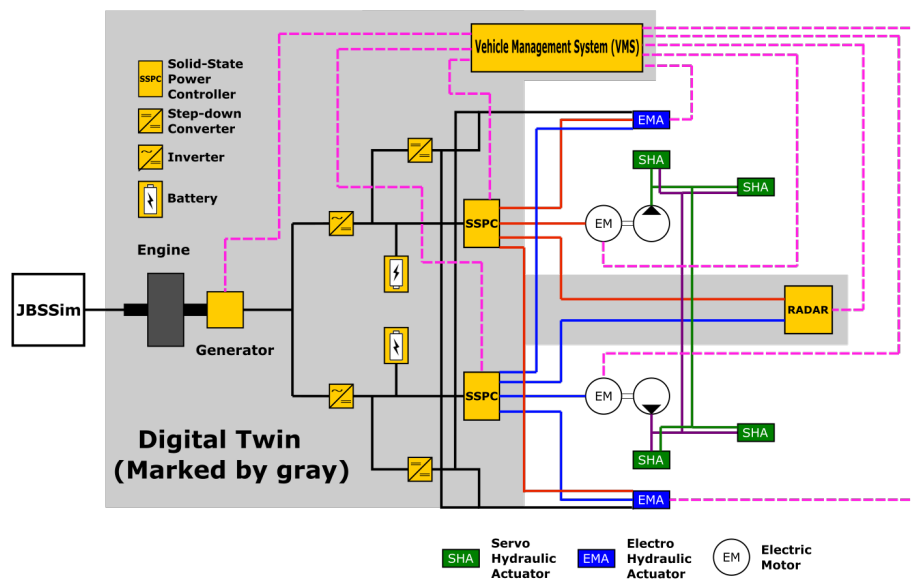 Vehicle Management System (VMS)
SSPC
Solid-State
Power
Controller
Step-down
Converter
Inverter
Battery
EMA
SHA
SHA
SSPC
EM
Engine
JBSSim
RADAR
Generator
SSPC
EM
SHA
SHA
Digital Twin
(Marked by gray)
EMA
SHA
Servo
Hydraulic
Actuator
EMA
Electro
Hydraulic
Actuator
EM
Electric
Motor